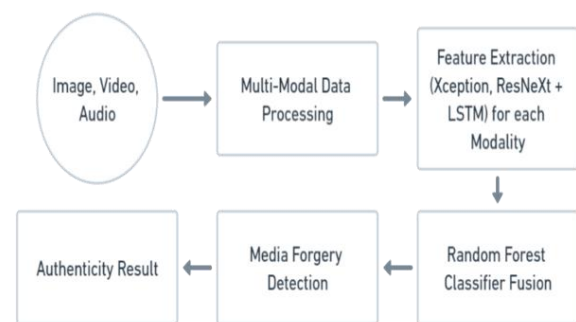 Image, Video,
Audio
Multi-Modal Data
Processing
Feature Extraction
(Xception, ResNeXt +
LSTM) for each
Modality
Random Forest
Classifier Fusion
Media Forgery
Detection
Authenticity Result